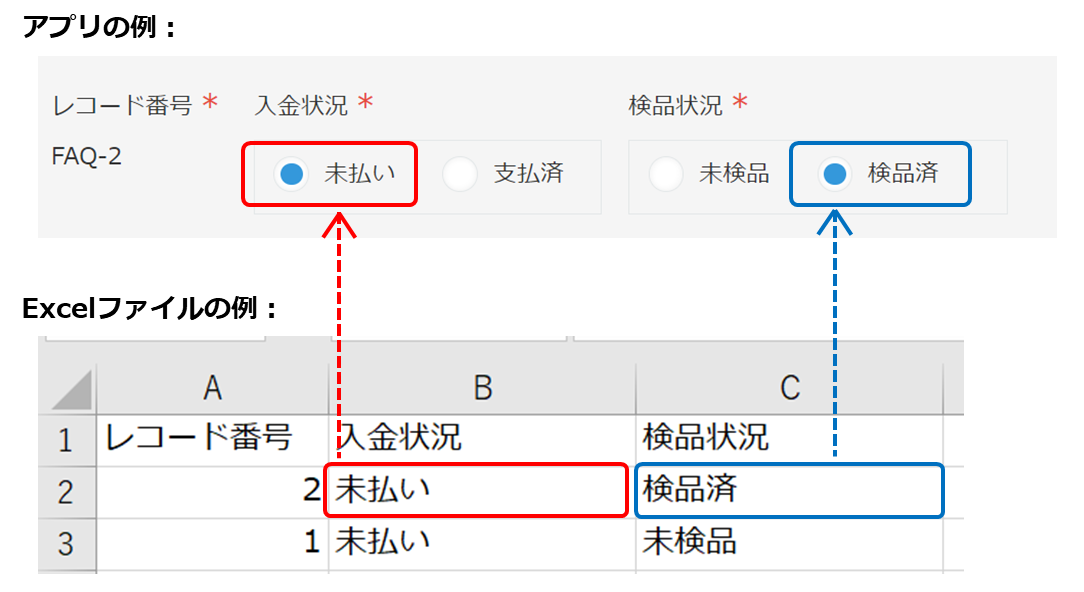 アプリの例：
レコード番号 * 入金状況 * 検品状況 *
FAQ-2 未払い 支払済 未検品 検品済
Excelファイルの例：
A B C
1 レコード番号 入金状況 検品状況
2 2 未払い 検品済
3 1 未払い 未検品